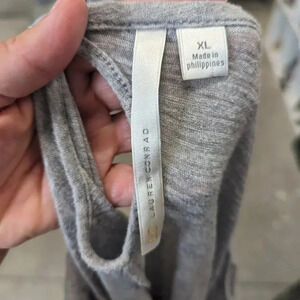 XL
Made in
philippines
LAUREN CONRAD